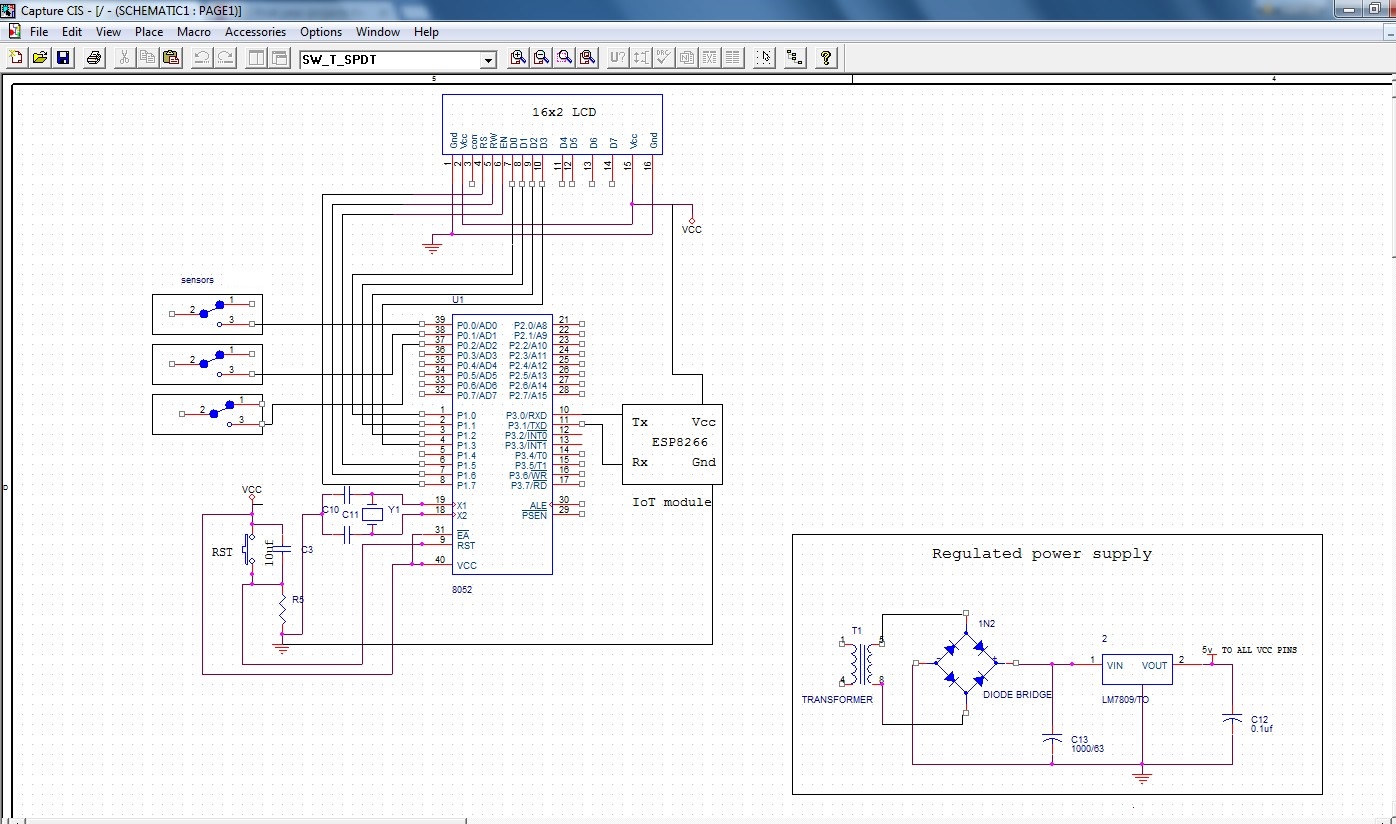 Capture CIS - [/ - (SCHEMATIC1 : PAGE1)]
File Edit View Place Macro Accessories Options Window Help
SW_T_SPDT
U?
DRC
?
5 4
16x2 LCD
Gnd Vcc con RS RW EN D0 D1 D2 D3 D4 D5 D6 D7 Vcc Gnd
1 2 3 4 5 6 7 8 9 10 11 12 13 14 15 16
VCC
sensors
1
2
3
1
2
3
1
2
3
U1
39 P0.0/AD0 P2.0/A8 21
38 P0.1/AD1 P2.1/A9 22
37 P0.2/AD2 P2.2/A10 23
36 P0.3/AD3 P2.3/A11 24
35 P0.4/AD4 P2.4/A12 25
34 P0.5/AD5 P2.5/A13 26
33 P0.6/AD6 P2.6/A14 27
32 P0.7/AD7 P2.7/A15 28
1 P1.0 P3.0/RXD 10
2 P1.1 P3.1/TXD 11
3 P1.2 P3.2/INT0 12
4 P1.3 P3.3/INT1 13
5 P1.4 P3.4/T0 14
6 P1.5 P3.5/T1 15
7 P1.6 P3.6/WR 16
8 P1.7 P3.7/RD 17
19 X1 ALE 30
18 X2 PSEN 29
31 EA
9 RST
40 VCC
8052
Tx Vcc
ESP8266
Rx Gnd
IoT module
VCC
C10 C11 Y1
RST 10uf C3
R5
D
Regulated power supply
T1
1 5
4 8
TRANSFORMER
1N2
- +
DIODE BRIDGE
2
1 VIN VOUT 2
LM7809/TO
5v TO ALL VCC PINS
C13
1000/63
C12
0.1uf